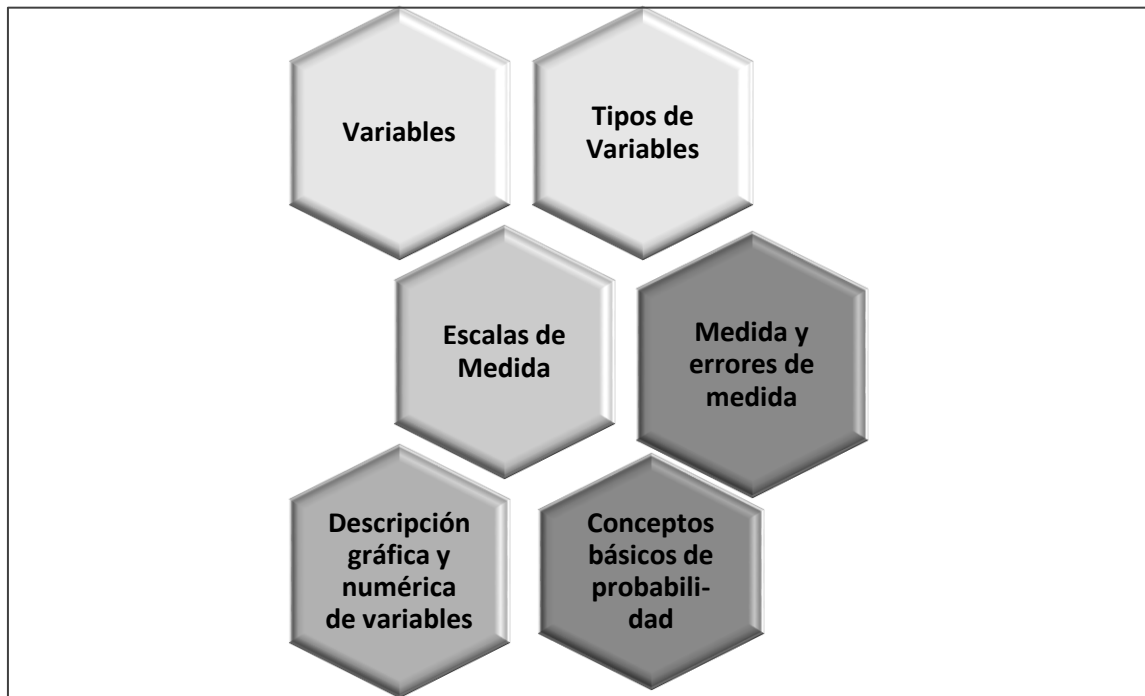 Variables
Tipos de
Variables
Escalas de
Medida
Medida y
errores de
medida
Descripción
gráfica y
numérica
de variables
Conceptos
básicos de
probabili-
dad